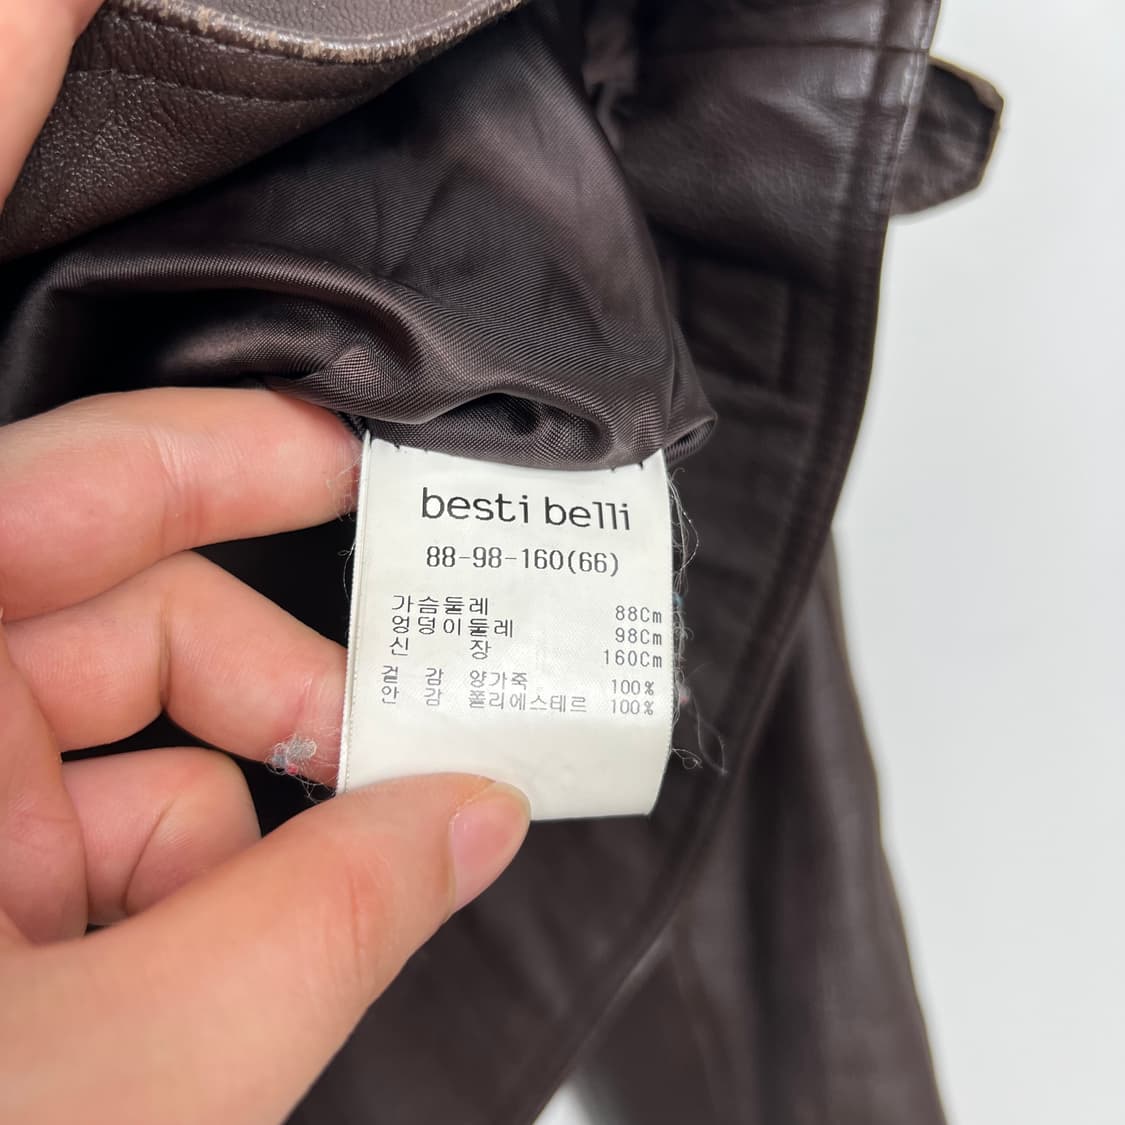 besti belli
88-98-160(66)
가슴둘레 88Cm
엉덩이둘레 98Cm
신 장 160Cm
겉 감 양가죽 100%
안 감 폴리에스테르 100%